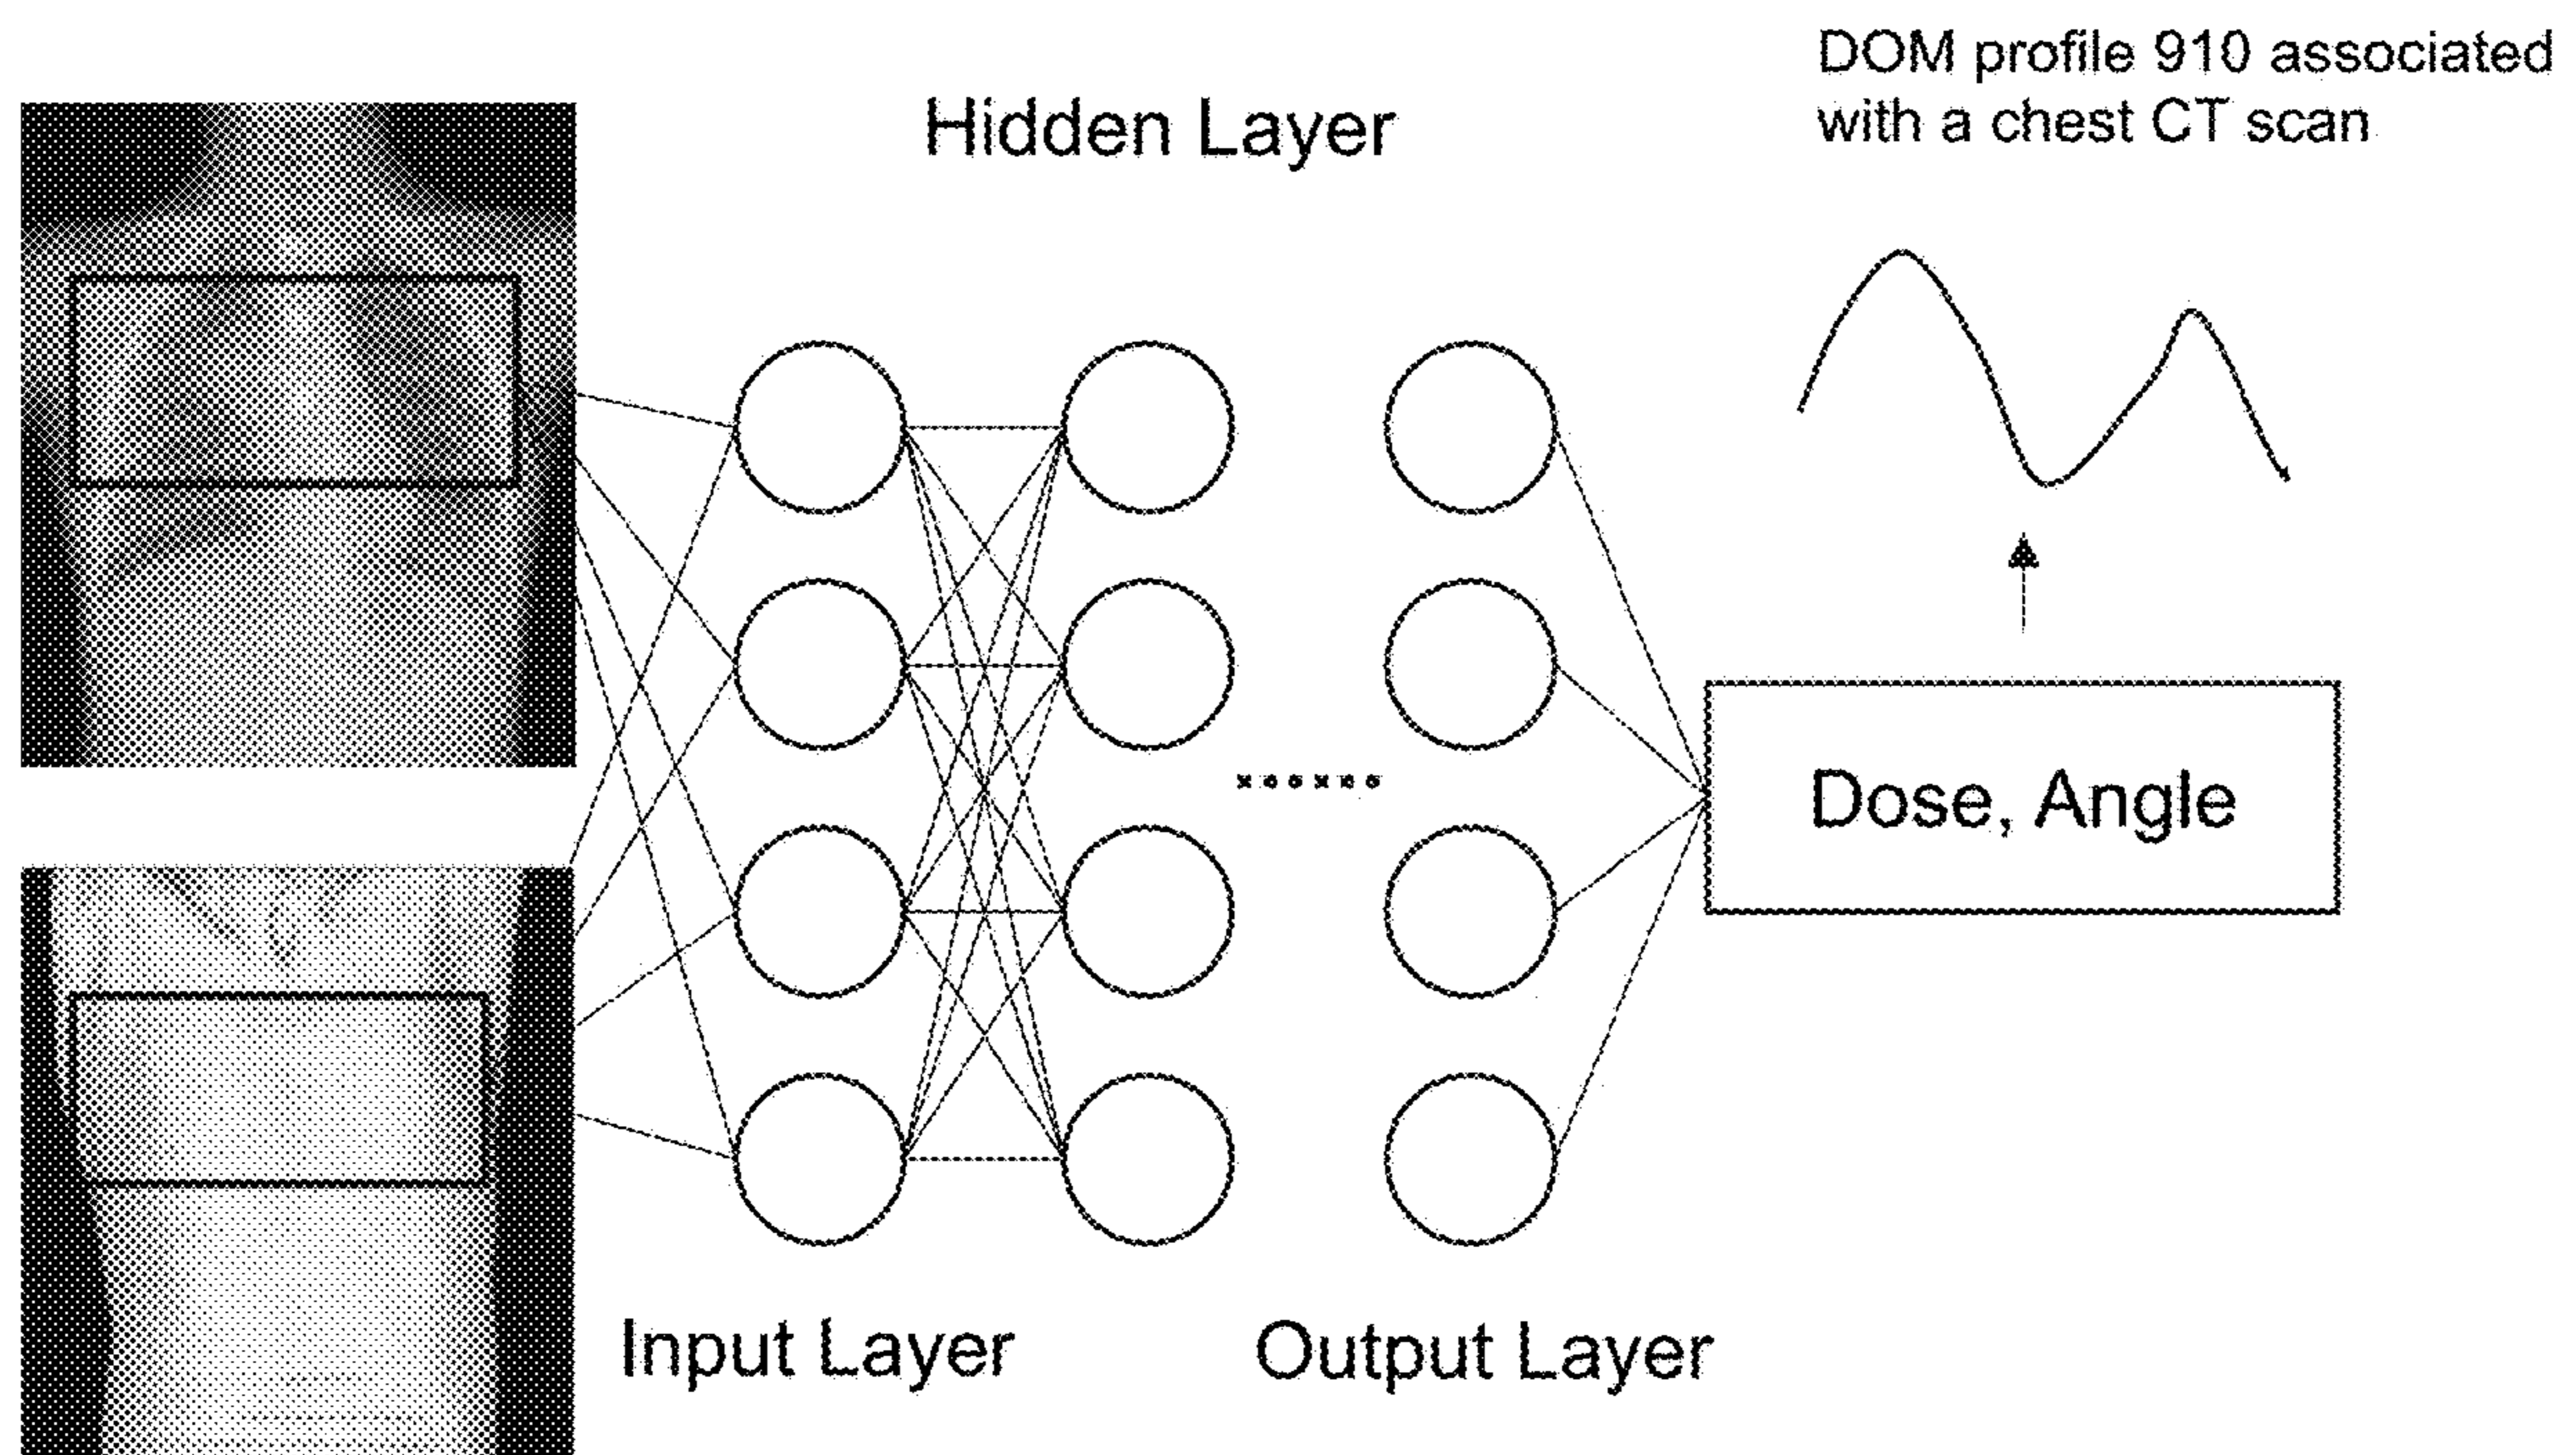 DOM profile 910 associated
with a chest CT scan
Hidden Layer
Dose, Angle
Input Layer
Output Layer